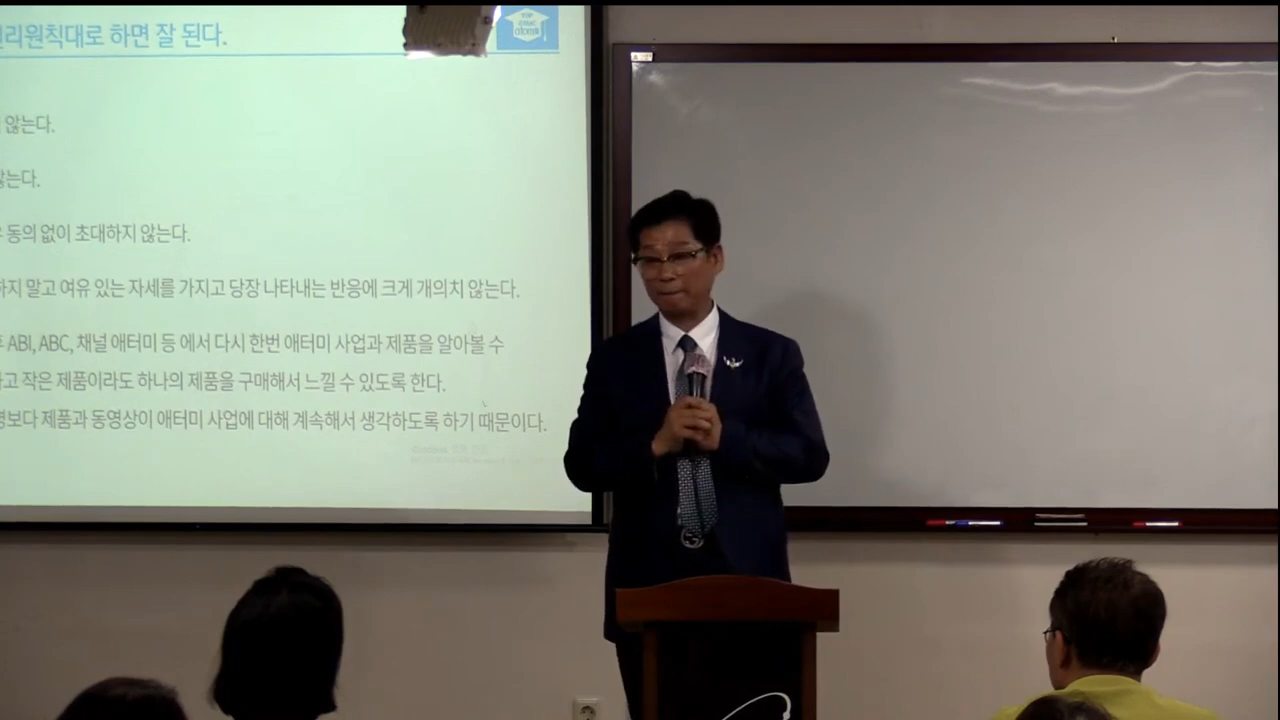 리원칙대로 하면 잘 된다.
TOP
않는다.
않는다.
동의 없이 초대하지 않는다.
하지 말고 여유 있는 자세를 가지고 당장 나타내는 반응에 크게 개의치 않는다.
ABI, ABC, 채널 애터미 등 에서 다시 한번 애터미 사업과 제품을 알아볼 수
고 작은 제품이라도 하나의 제품을 구매해서 느낄 수 있도록 한다.
보다 제품과 동영상이 애터미 사업에 대해 계속해서 생각하도록 하기 때문이다.